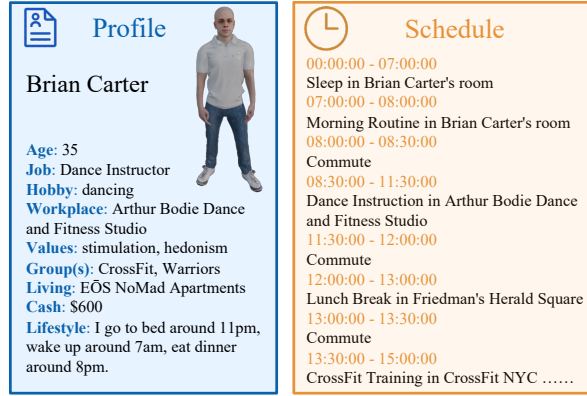 Profile
Brian Carter
Age: 35
Job: Dance Instructor
Hobby: dancing
Workplace: Arthur Bodie Dance
and Fitness Studio
Values: stimulation, hedonism
Group(s): CrossFit, Warriors
Living: EŌS NoMad Apartments
Cash: $600
Lifestyle: I go to bed around 11pm,
wake up around 7am, eat dinner
around 8pm.
Schedule
00:00:00 - 07:00:00
Sleep in Brian Carter's room
07:00:00 - 08:00:00
Morning Routine in Brian Carter's room
08:00:00 - 08:30:00
Commute
08:30:00 - 11:30:00
Dance Instruction in Arthur Bodie Dance
and Fitness Studio
11:30:00 - 12:00:00
Commute
12:00:00 - 13:00:00
Lunch Break in Friedman's Herald Square
13:00:00 - 13:30:00
Commute
13:30:00 - 15:00:00
CrossFit Training in CrossFit NYC ……